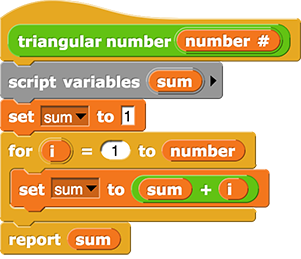 triangular number number #
script variables sum
set sum to 1
for i = 1 to number
set sum to sum + i
report sum